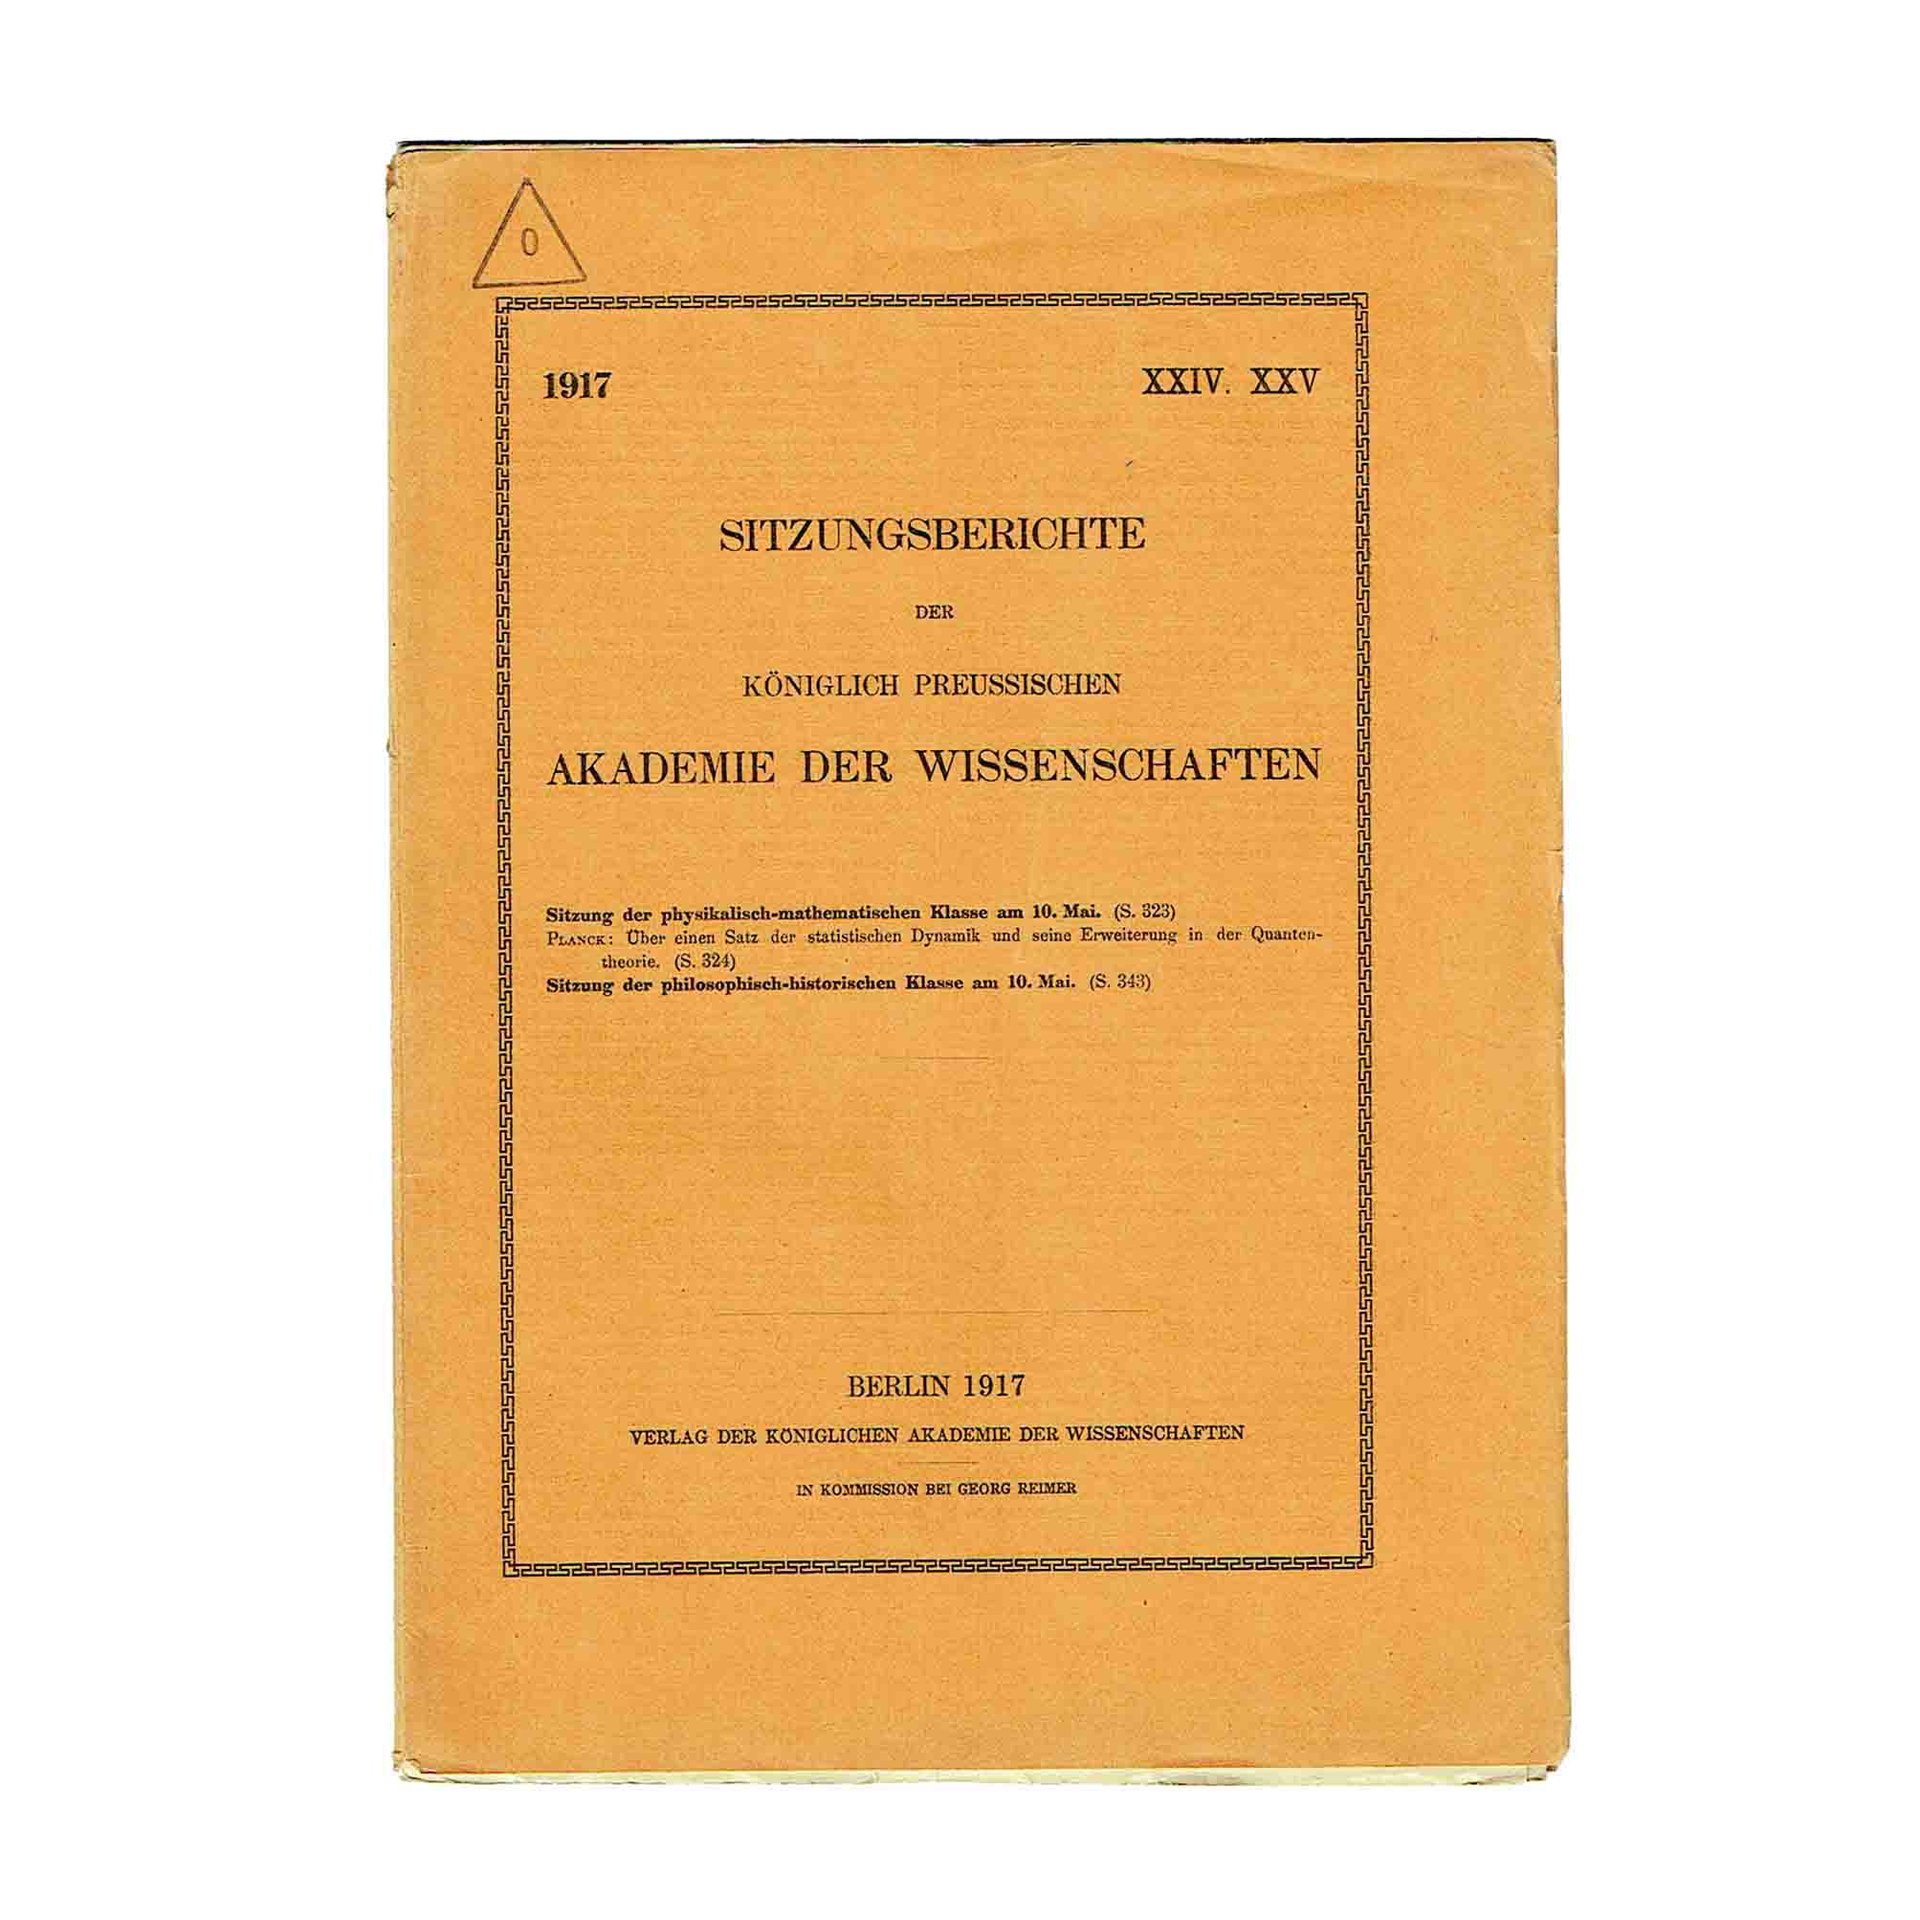 0
1917 XXIV. XXV
SITZUNGSBERICHTE
DER
KÖNIGLICH PREUSSISCHEN
AKADEMIE DER WISSENSCHAFTEN
Sitzung der physikalisch-mathematischen Klasse am 10. Mai. (S. 323)
PLANCK: Über einen Satz der statistischen Dynamik und seine Erweiterung in der Quanten-
theorie. (S. 324)
Sitzung der philosophisch-historischen Klasse am 10. Mai. (S. 343)
BERLIN 1917
VERLAG DER KÖNIGLICHEN AKADEMIE DER WISSENSCHAFTEN
IN KOMMISSION BEI GEORG REIMER